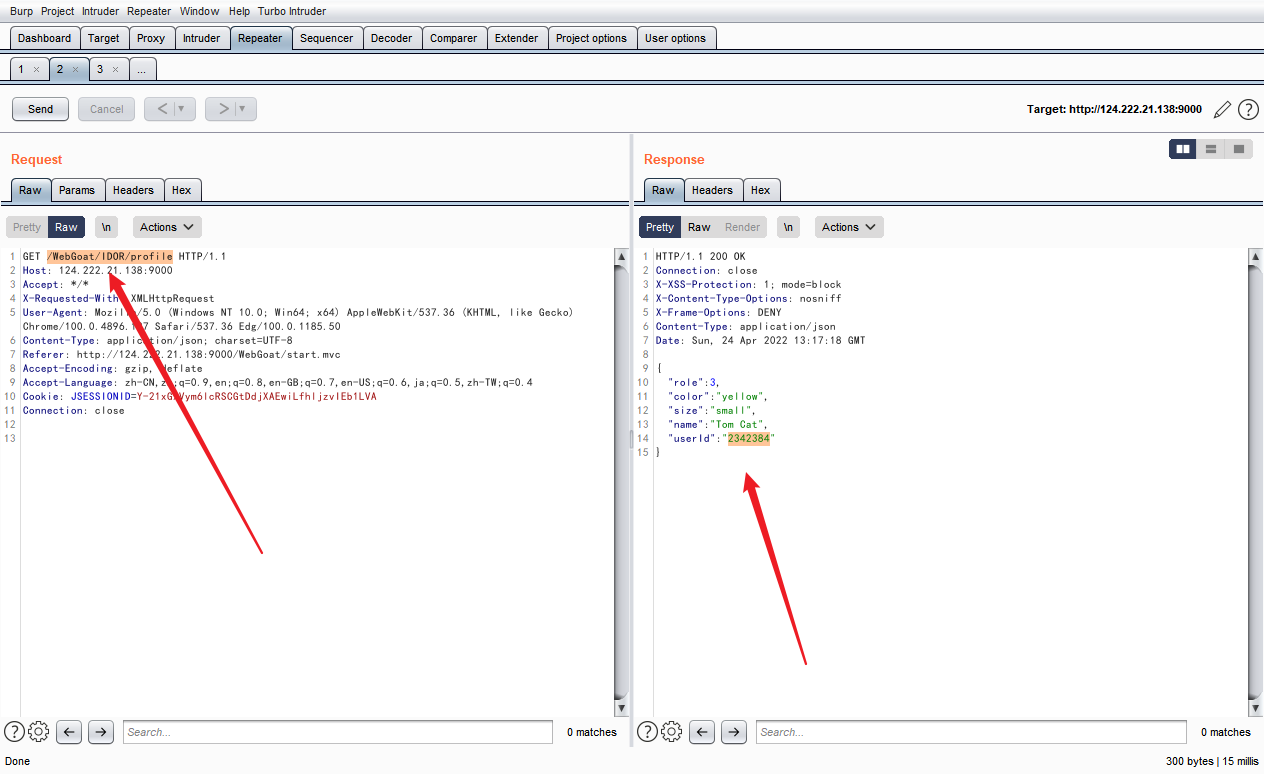 Burp Project Intruder Repeater Window Help Turbo Intruder
Dashboard Target Proxy Intruder Repeater Sequencer Decoder Comparer Extender Project options User options
1 × 2 × 3 × ...
Send Cancel < ▼ > ▼ Target: http://124.222.21.138:9000 ?
Request
Raw Params Headers Hex
Pretty Raw \n Actions
1 GET /WebGoat/IDOR/profile HTTP/1.1
2 Host: 124.222.21.138:9000
3 Accept: */*
4 X-Requested-With: XMLHttpRequest
5 User-Agent: Mozilla/5.0 (Windows NT 10.0; Win64; x64) AppleWebKit/537.36 (KHTML, like Gecko)
Chrome/100.0.4896. Safari/537.36 Edg/100.0.1185.50
6 Content-Type: application/json; charset=UTF-8
7 Referer: http://124.222.21.138:9000/WebGoat/start.mvc
8 Accept-Encoding: gzip, deflate
9 Accept-Language: zh-CN,zh;q=0.9,en;q=0.8,en-GB;q=0.7,en-US;q=0.6,ja;q=0.5,zh-TW;q=0.4
10 Cookie: JSESSIONID=
11 Connection: close
12
13
? Search... 0 matches
Response
Raw Headers Hex
Pretty Raw Render \n Actions
1 HTTP/1.1 200 OK
2 Connection: close
3 X-XSS-Protection: 1; mode=block
4 X-Content-Type-Options: nosniff
5 X-Frame-Options: DENY
6 Content-Type: application/json
7 Date: Sun, 24 Apr 2022 13:17:18 GMT
8
9 {
10 "role":3,
11 "color":"yellow",
12 "size":"small",
13 "name":"Tom Cat",
14 "userId":"2342384"
15 }
? Search... 0 matches
Done 300 bytes | 15 millis